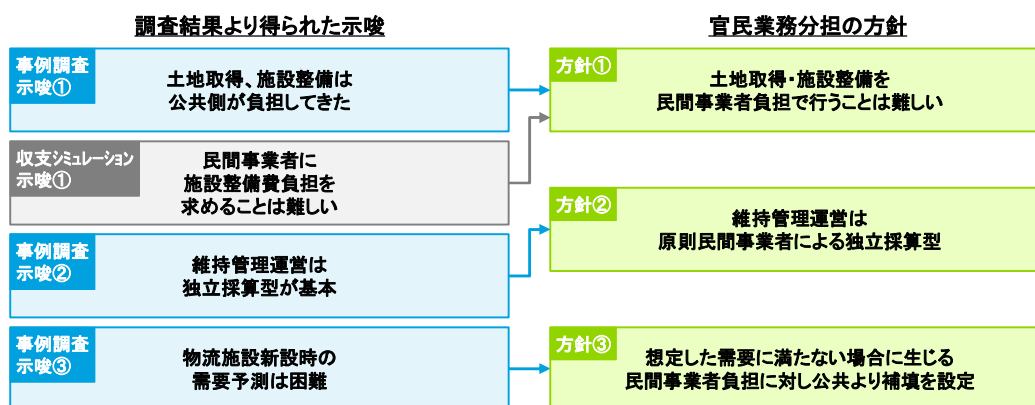 調査結果より得られた示唆
官民業務分担の方針
事例調査
示唆①
土地取得、施設整備は
公共側が負担してきた
方針①
土地取得・施設整備を
民間事業者負担で行うことは難しい
収支シミュレーション
示唆①
民間事業者に
施設整備費負担を
求めることは難しい
方針②
維持管理運営は
原則民間事業者による独立採算型
事例調査
示唆②
維持管理運営は
独立採算型が基本
事例調査
示唆③
物流施設新設時の
需要予測は困難
方針③
想定した需要に満たない場合に生じる
民間事業者負担に対し公共より補填を設定